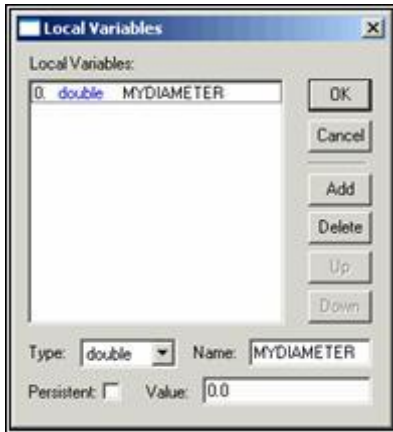 Local Variables
Local Variables:
0. double MYDIAMETER
OK
Cancel
Add
Delete
Up
Down
Type: double Name: MYDIAMETER
Persistent: Value: 0.0